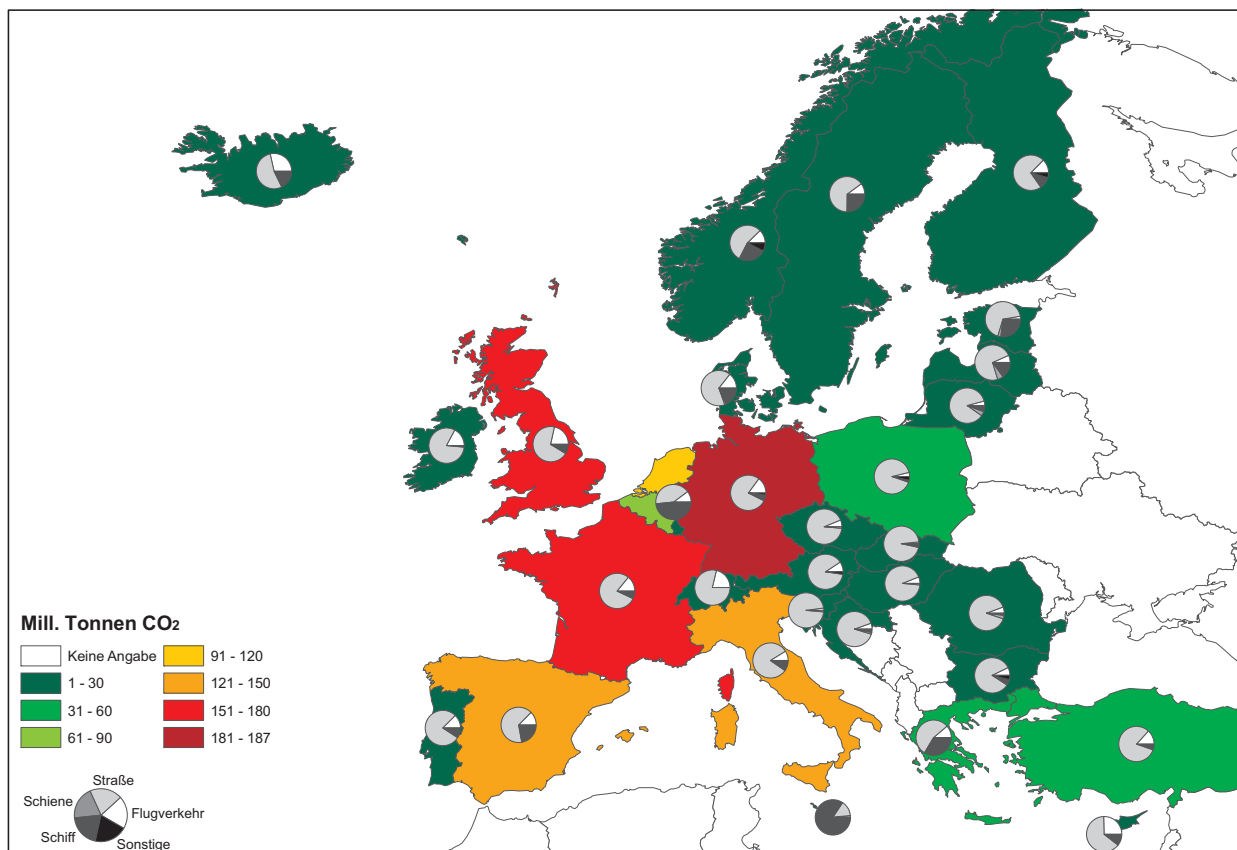 Mill. Tonnen CO2
Keine Angabe
1 - 30
31 - 60
61 - 90
91 - 120
121 - 150
151 - 180
181 - 187
Straße
Schiene
Flugverkehr
Schiff
Sonstige